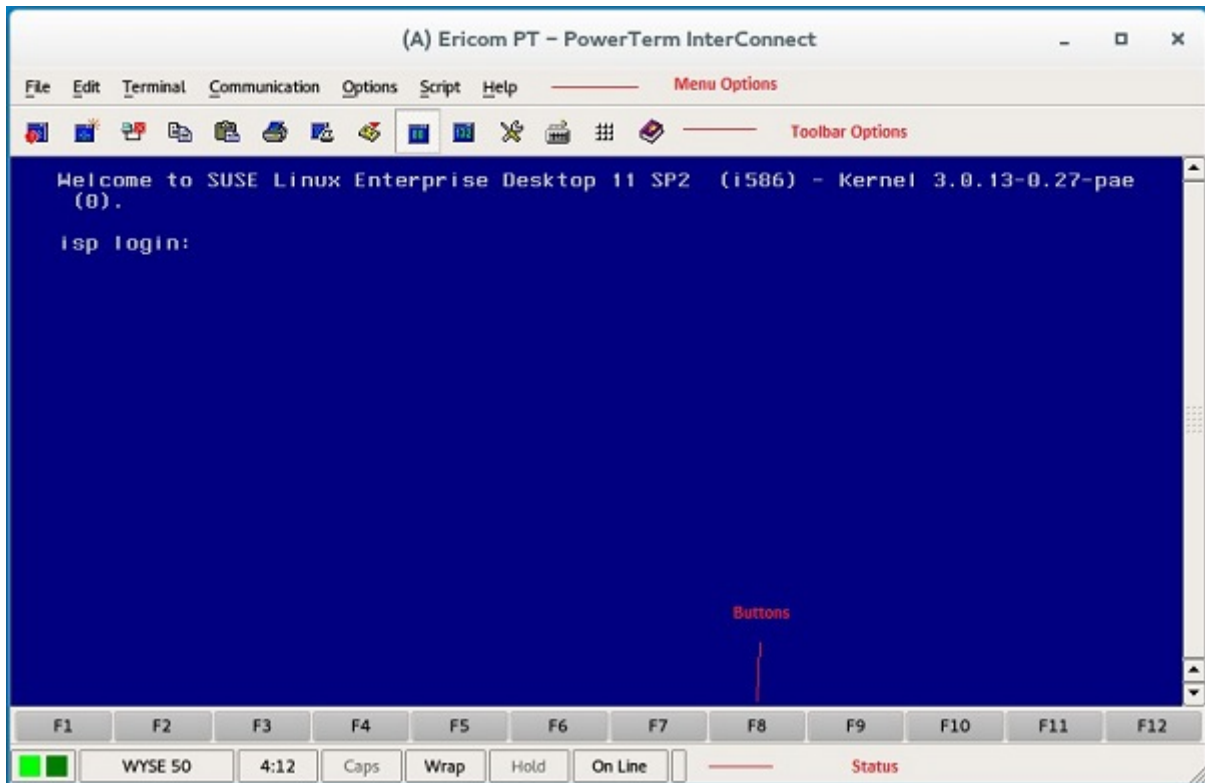 (A) Ericom PT – PowerTerm InterConnect
File Edit Terminal Communication Options Script Help Menu Options
Toolbar Options
Welcome to SUSE Linux Enterprise Desktop 11 SP2 (i586) - Kernel 3.0.13-0.27-pae
(0).
isp login:
Buttons
F1 F2 F3 F4 F5 F6 F7 F8 F9 F10 F11 F12
WYSE 50 4:12 Caps Wrap Hold On Line Status